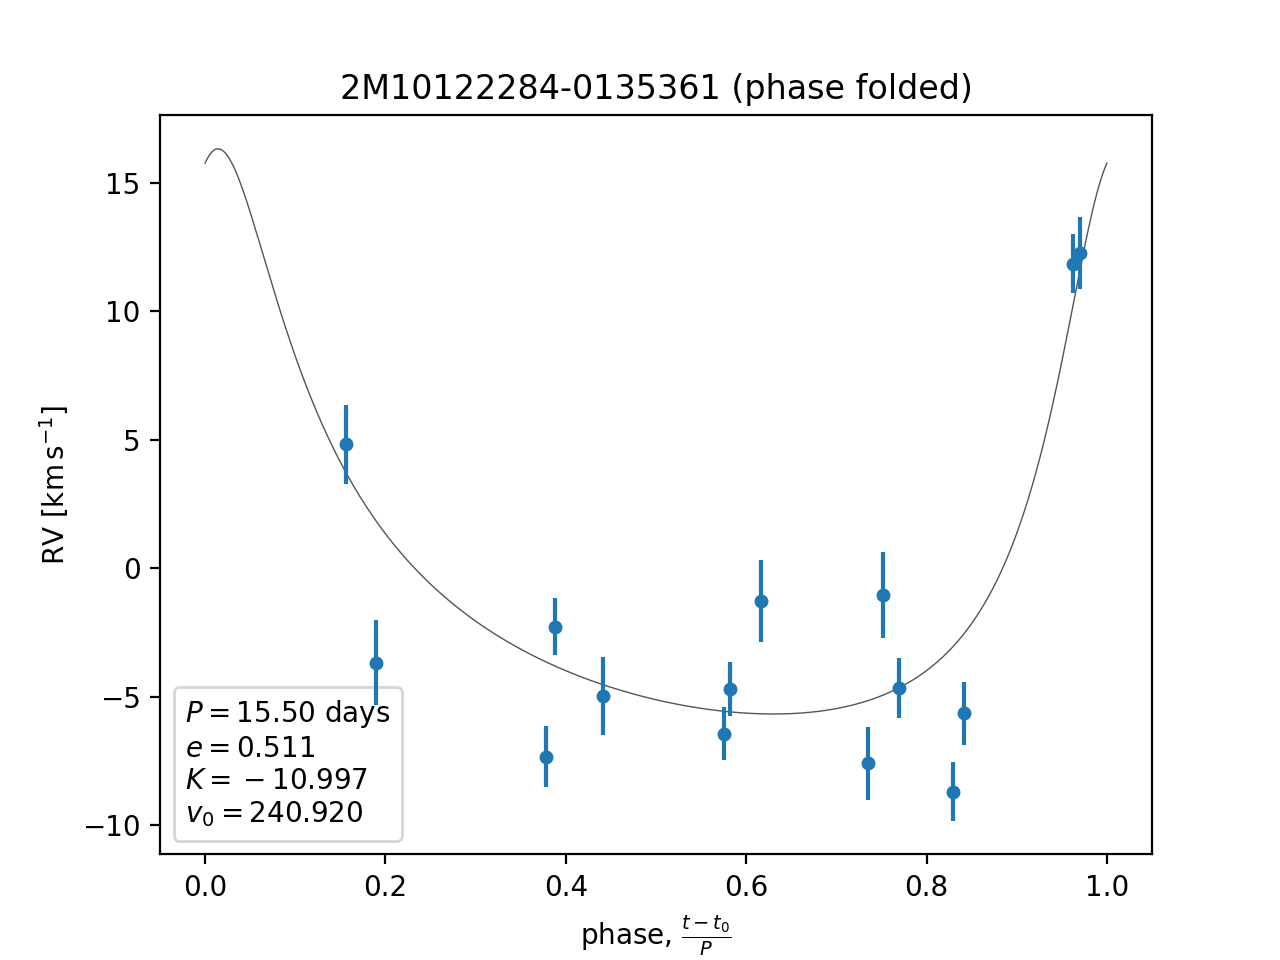 2M10122284-0135361 (phase folded)
RV [km s⁻¹]
15
10
5
0
−5
−10
P = 15.50 days
e = 0.511
K = −10.997
v₀ = 240.920
0.0 0.2 0.4 0.6 0.8 1.0
phase, (t − t₀)/P